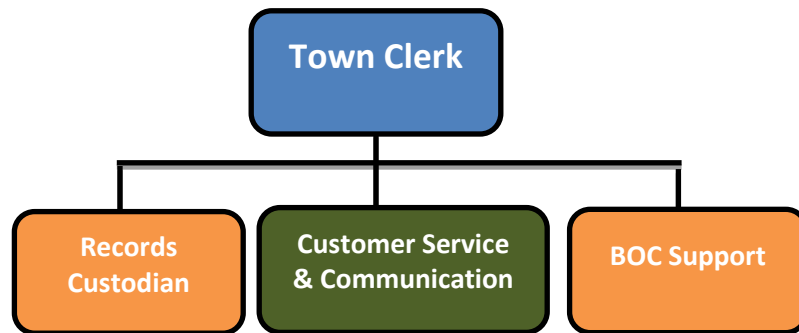 Town Clerk
Records
Custodian
Customer Service
& Communication
BOC Support